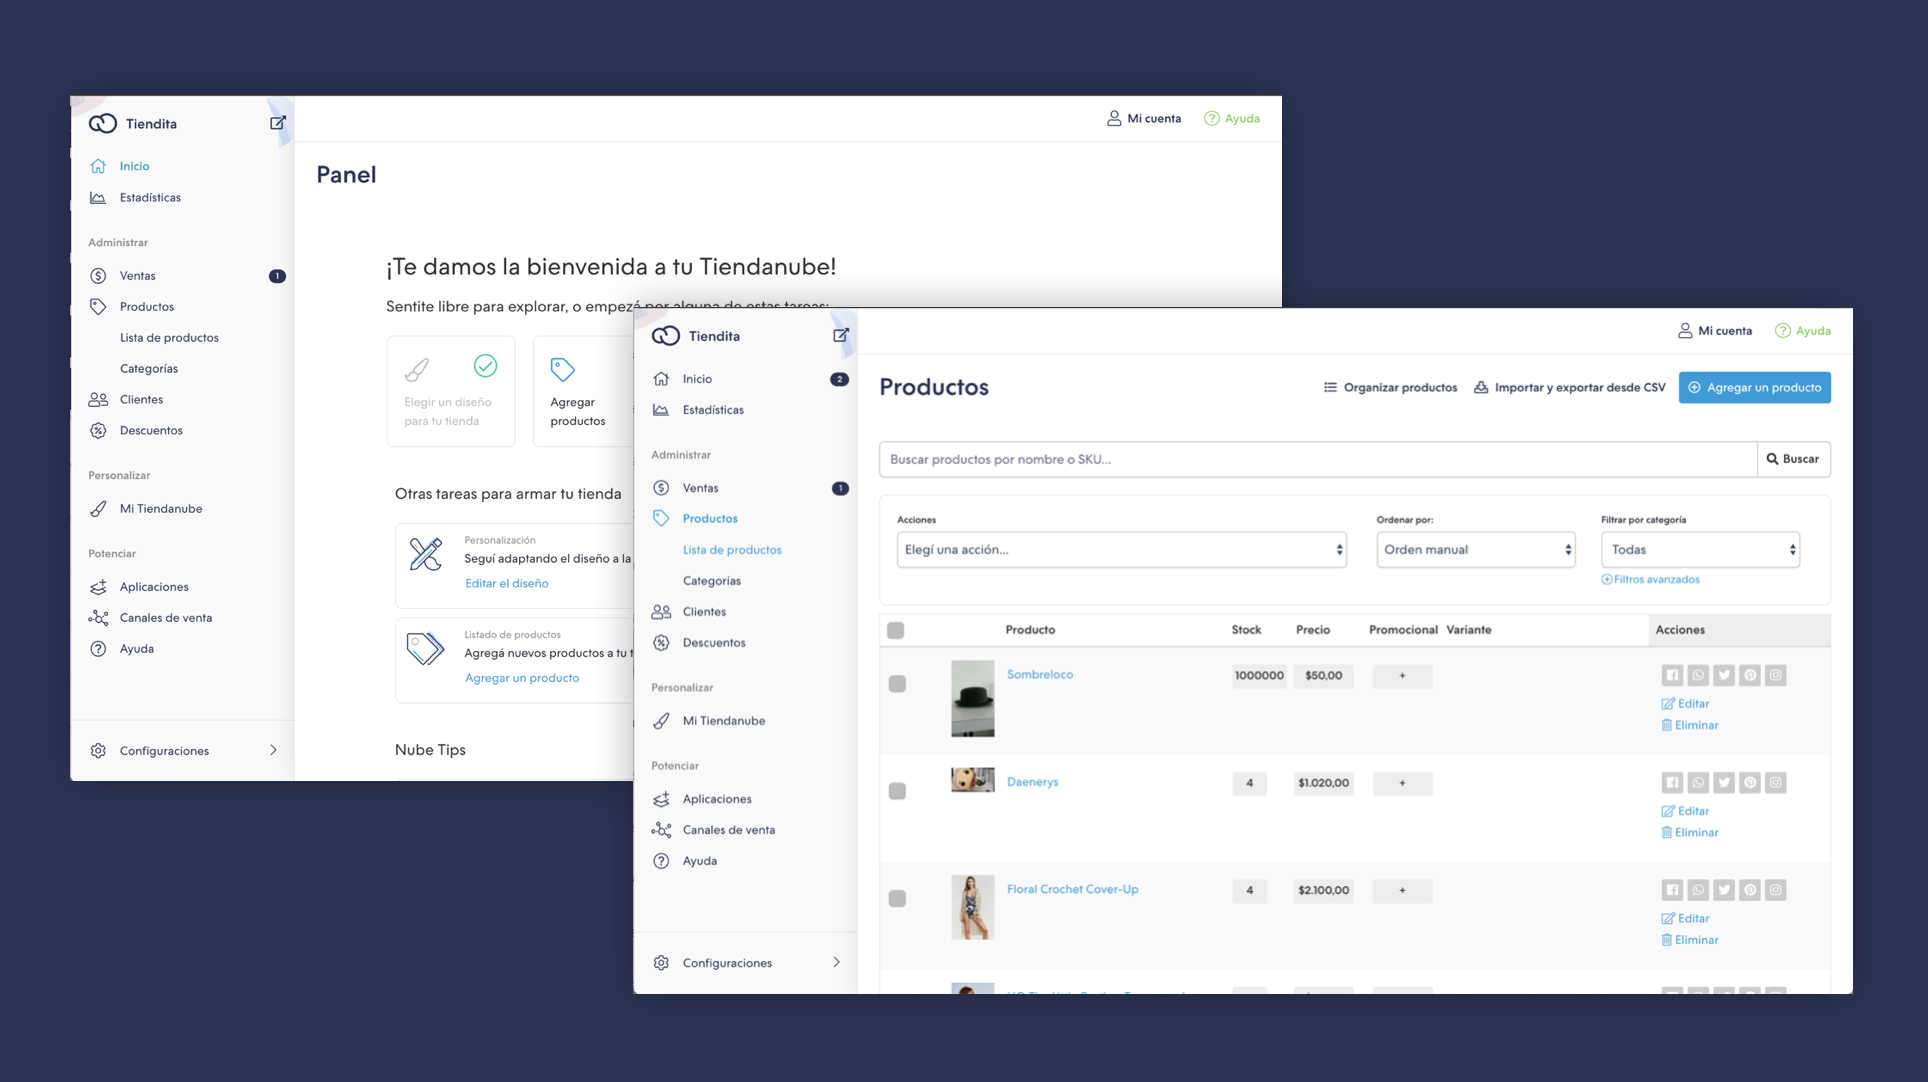 Tiendita
Mi cuenta
Ayuda
Inicio
Estadísticas
Administrar
Ventas
1
Productos
Lista de productos
Categorías
Clientes
Descuentos
Personalizar
Mi Tiendanube
Potenciar
Aplicaciones
Canales de venta
Ayuda
Configuraciones
Panel
¡Te damos la bienvenida a tu Tiendanube!
Sentite libre para explorar, o empezá por alguna de estas tareas:
Elegir un diseño
para tu tienda
Agregar
productos
Otras tareas para armar tu tienda
Personalización
Seguí adaptando el diseño a la
Editar el diseño
Listado de productos
Agregá nuevos productos a tu t
Agregar un producto
Nube Tips
Tiendita
Mi cuenta
Ayuda
Inicio
2
Estadísticas
Administrar
Ventas
1
Productos
Lista de productos
Categorías
Clientes
Descuentos
Personalizar
Mi Tiendanube
Potenciar
Aplicaciones
Canales de venta
Ayuda
Configuraciones
Productos
Organizar productos
Importar y exportar desde CSV
Agregar un producto
Buscar productos por nombre o SKU...
Buscar
Acciones
Elegí una acción...
Ordenar por:
Orden manual
Filtrar por categoría
Todas
Filtros avanzados
Producto Stock Precio Promocional Variante Acciones
Sombreloco 1000000 $50,00 +
Editar
Eliminar
Daenerys 4 $1.020,00 +
Editar
Eliminar
Floral Crochet Cover-Up 4 $2.100,00 +
Editar
Eliminar